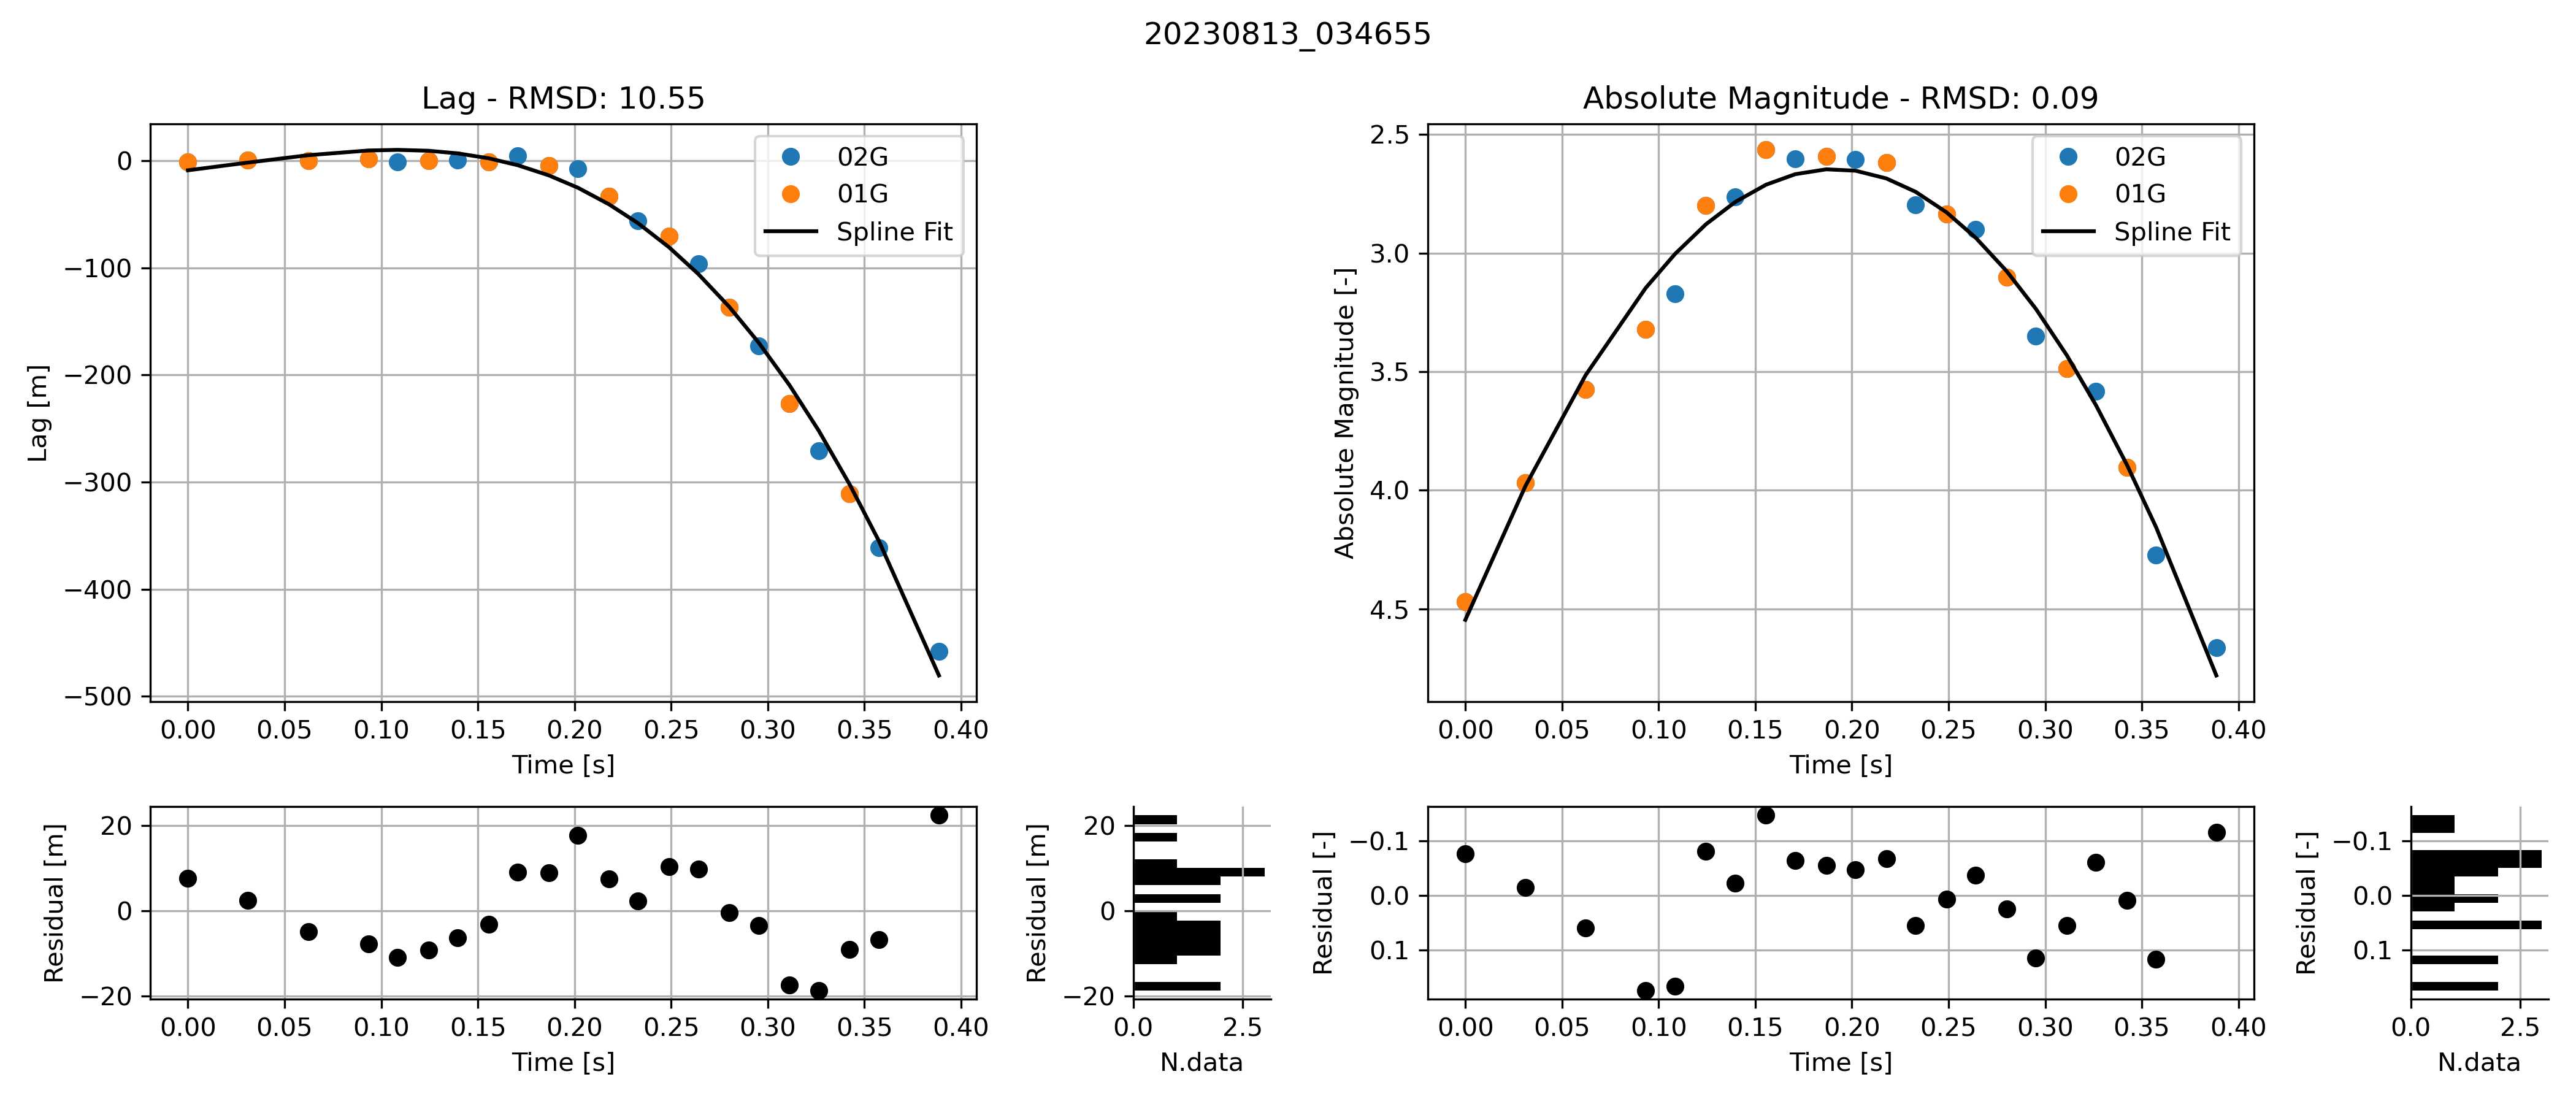 20230813_034655
Lag - RMSD: 10.55
02G
01G
Spline Fit
Lag [m]
0
−100
−200
−300
−400
−500
0.00 0.05 0.10 0.15 0.20 0.25 0.30 0.35 0.40
Time [s]
Absolute Magnitude - RMSD: 0.09
02G
01G
Spline Fit
Absolute Magnitude [-]
2.5
3.0
3.5
4.0
4.5
0.00 0.05 0.10 0.15 0.20 0.25 0.30 0.35 0.40
Time [s]
Residual [m]
20
0
−20
0.00 0.05 0.10 0.15 0.20 0.25 0.30 0.35 0.40
Time [s]
Residual [m]
20
0
−20
0.0 2.5
N.data
Residual [-]
−0.1
0.0
0.1
0.00 0.05 0.10 0.15 0.20 0.25 0.30 0.35 0.40
Time [s]
Residual [-]
−0.1
0.0
0.1
0.0 2.5
N.data